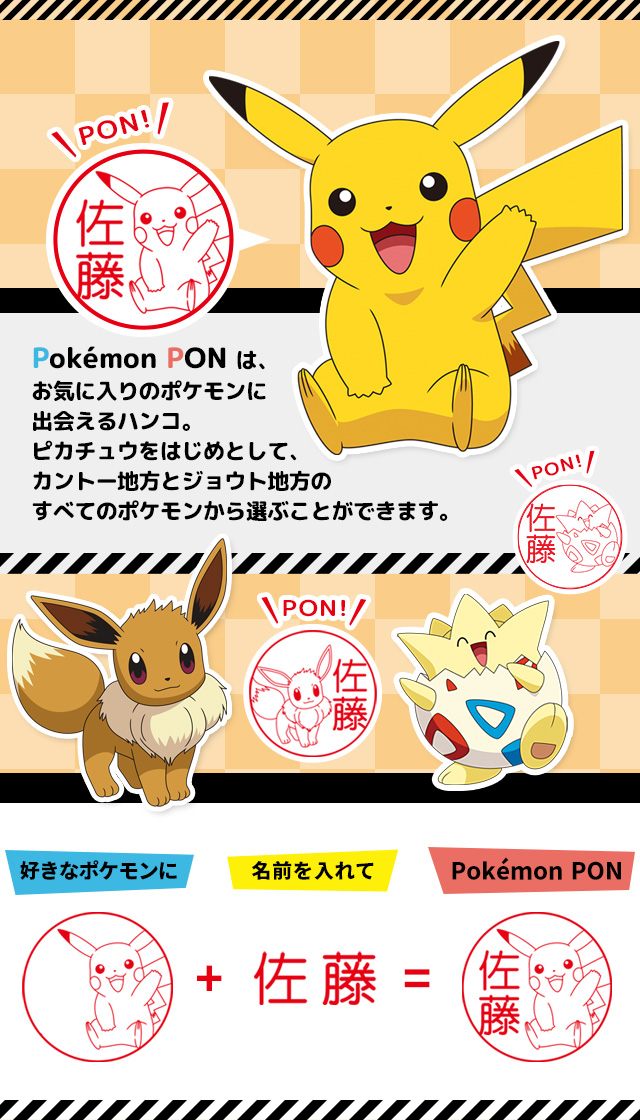 PON!
佐藤
Pokémon PON は、
お気に入りのポケモンに
出会えるハンコ。
ピカチュウをはじめとして、
カントー地方とジョウト地方の
すべてのポケモンから選ぶことができます。
PON!
佐藤
PON!
佐藤
好きなポケモンに
名前を入れて
Pokémon PON
+ 佐藤 = 佐藤